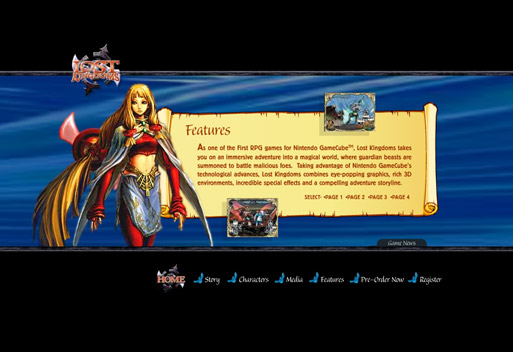 LOST
KINGDOMS
Features
As one of the first RPG games for Nintendo GameCube™, Lost Kingdoms takes
you on an immersive adventure into a magical world, where guardian beasts are
summoned to battle malicious foes. Taking advantage of Nintendo GameCube's
technological advances, Lost Kingdoms combines eye-popping graphics, rich 3D
environments, incredible special effects and a compelling adventure storyline.
SELECT: •PAGE 1 •PAGE 2 •PAGE 3 •PAGE 4
Game News
HOME Story Characters Media Features Pre-Order Now Register